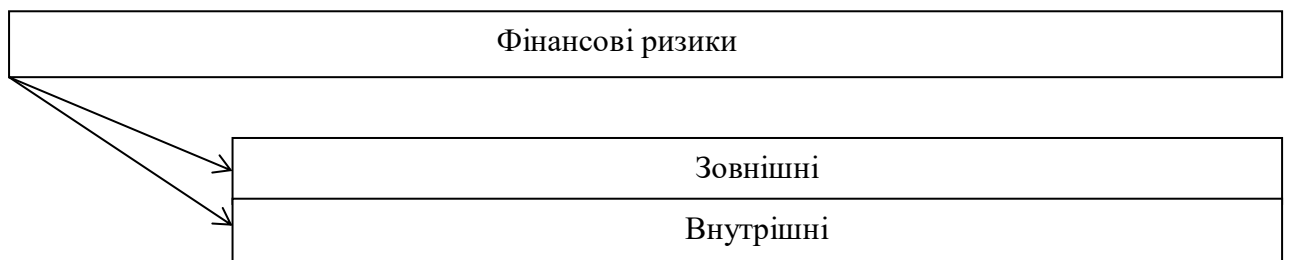 Фінансові ризики
Зовнішні
Внутрішні